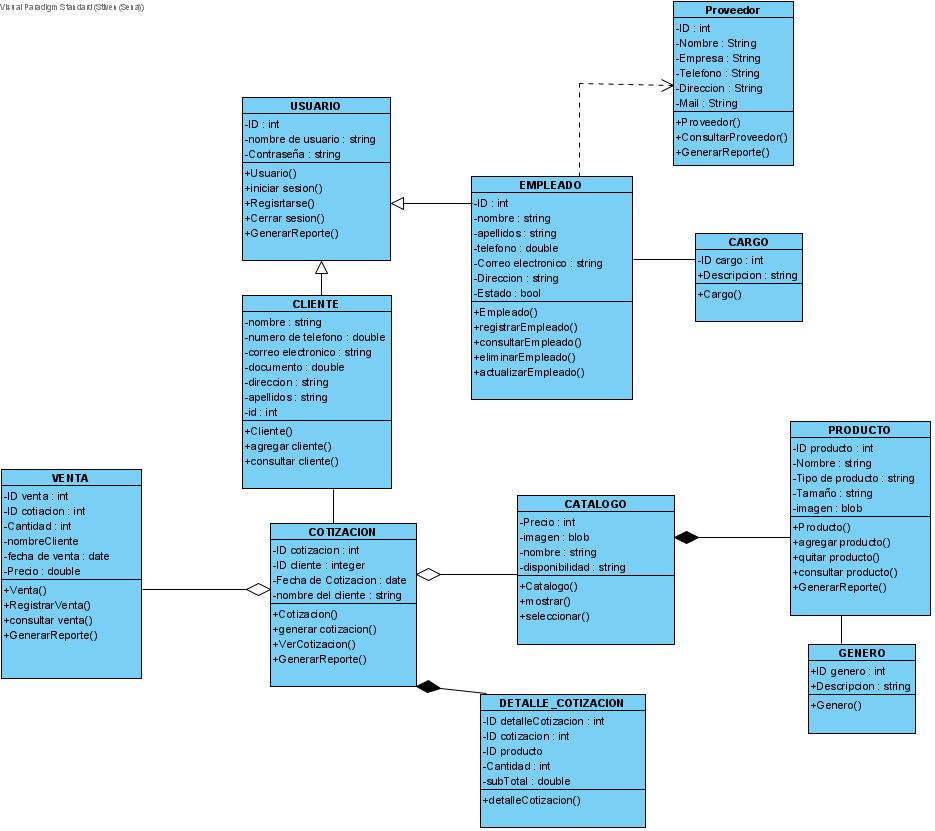 Visual Paradigm Standard (Stiven (Sena))
Proveedor
-ID : int
-Nombre : String
-Empresa : String
-Telefono : String
-Direccion : String
-Mail : String
+Proveedor()
+ConsultarProveedor()
+GenerarReporte()
USUARIO
-ID : int
-nombre de usuario : string
-Contraseña : string
+Usuario()
+iniciar sesion()
+Regisrtarse()
+Cerrar sesion()
+GenerarReporte()
EMPLEADO
-ID : int
-nombre : string
-apellidos : string
-telefono : double
-Correo electronico : string
-Direccion : string
-Estado : bool
+Empleado()
+registrarEmpleado()
+consultarEmpleado()
+eliminarEmpleado()
+actualizarEmpleado()
CARGO
-ID cargo : int
+Descripcion : string
+Cargo()
CLIENTE
-nombre : string
-numero de telefono : double
-correo electronico : string
-documento : double
-direccion : string
-apellidos : string
-id : int
+Cliente()
+agregar cliente()
+consultar cliente()
PRODUCTO
-ID producto : int
-Nombre : string
-Tipo de producto : string
-Tamaño : string
-imagen : blob
+Producto()
+agregar producto()
+quitar producto()
+consultar producto()
+GenerarReporte()
VENTA
-ID venta : int
-ID cotiacion : int
-Cantidad : int
-nombreCliente
-fecha de venta : date
-Precio : double
+Venta()
+RegistrarVenta()
+consultar venta()
+GenerarReporte()
COTIZACION
-ID cotizacion : int
-ID cliente : integer
-Fecha de Cotizacion : date
-nombre del cliente : string
+Cotizacion()
+generar cotizacion()
+VerCotizacion()
+GenerarReporte()
CATALOGO
-Precio : int
-imagen : blob
-nombre : string
-disponibilidad : string
+Catalogo()
+mostrar()
+seleccionar()
GENERO
+ID genero : int
+Descripcion : string
+Genero()
DETALLE_COTIZACION
-ID detalleCotizacion : int
-ID cotizacion : int
-ID producto
-Cantidad : int
-subTotal : double
+detalleCotizacion()